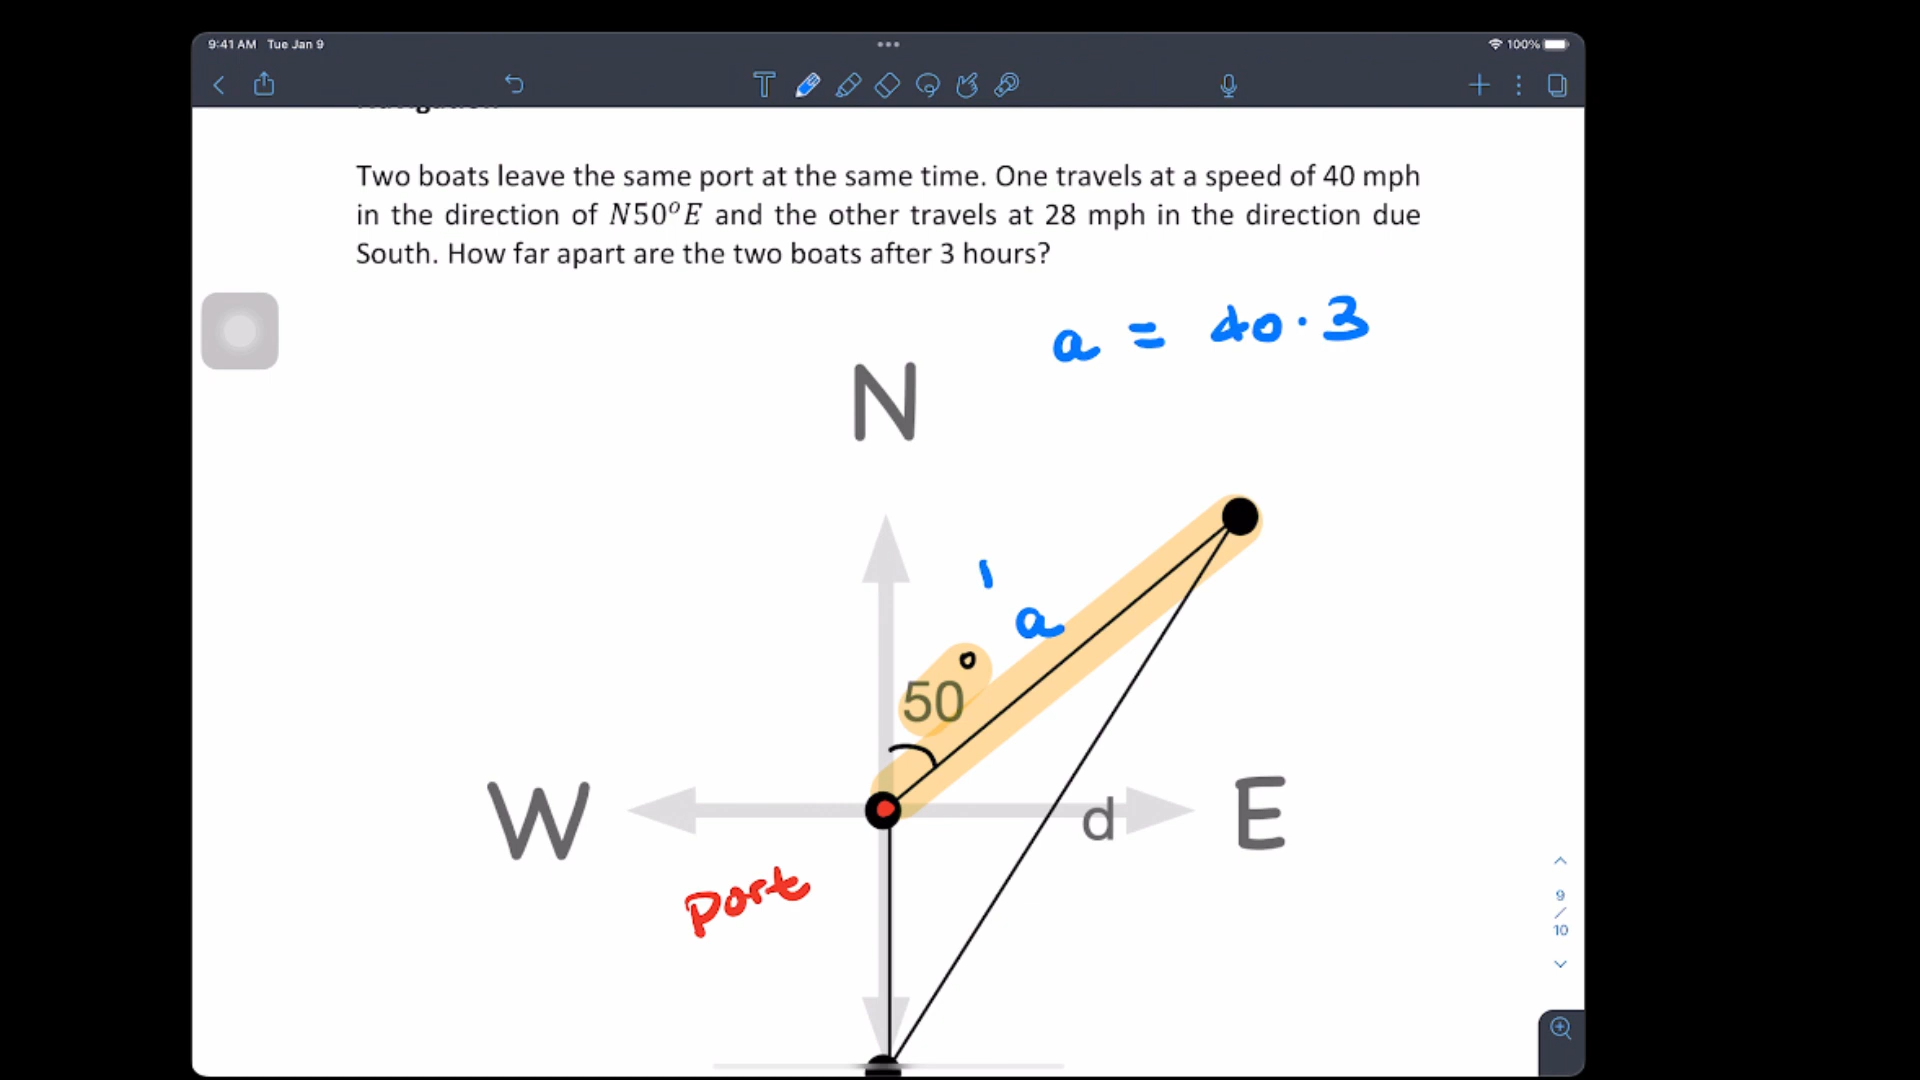 9:41 AM Tue Jan 9
100%
Two boats leave the same port at the same time. One travels at a speed of 40 mph
in the direction of N50°E and the other travels at 28 mph in the direction due
South. How far apart are the two boats after 3 hours?
a = 40·3
N
a
50°
W
d
E
port
9
/
10